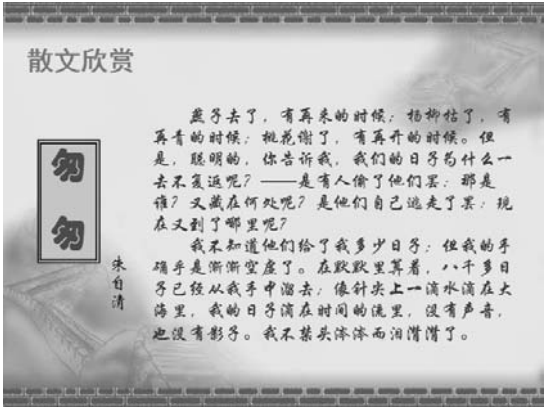 散文欣赏
匆匆
朱自清
燕子去了，有再来的时候；杨柳枯了，有
再青的时候；桃花谢了，有再开的时候。但
是，聪明的，你告诉我，我们的日子为什么一
去不复返呢？——是有人偷了他们罢：那是
谁？又藏在何处呢？是他们自己逃走了罢：现
在又到了哪里呢？
我不知道他们给了我多少日子；但我的手
确乎是渐渐空虚了。在默默里算着，八千多日
子已经从我手中溜去；像针尖上一滴水滴在大
海里，我的日子滴在时间的流里，没有声音，
也没有影子。我不禁头涔涔而泪潸潸了。